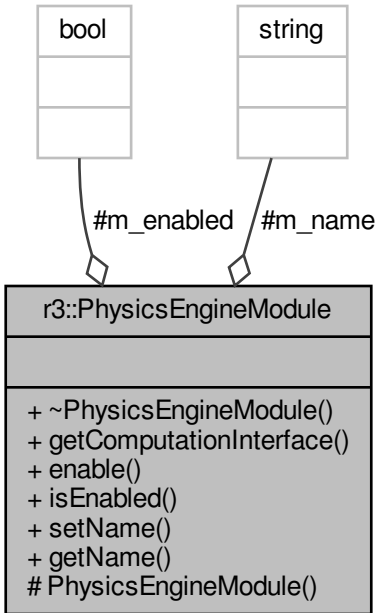 bool
string
#m_enabled
#m_name
r3::PhysicsEngineModule
+ ~PhysicsEngineModule()
+ getComputationInterface()
+ enable()
+ isEnabled()
+ setName()
+ getName()
# PhysicsEngineModule()